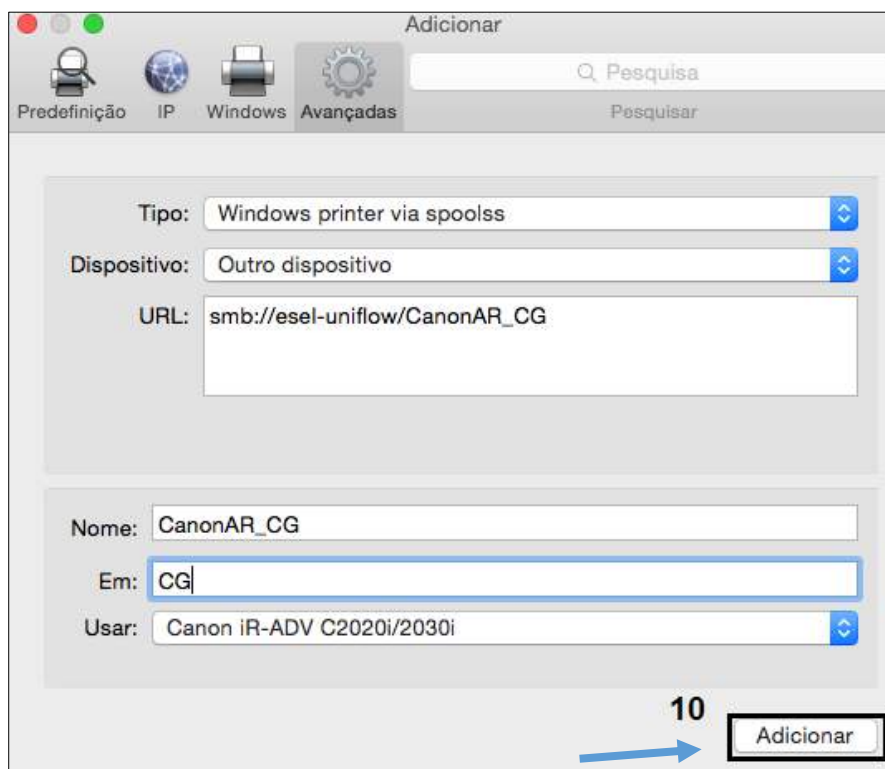 Adicionar
Pesquisa
Predefinição IP Windows Avançadas Pesquisar
Tipo: Windows printer via spoolss
Dispositivo: Outro dispositivo
URL: smb://esel-uniflow/CanonAR_CG
Nome: CanonAR_CG
Em: CG
Usar: Canon iR-ADV C2020i/2030i
10
Adicionar